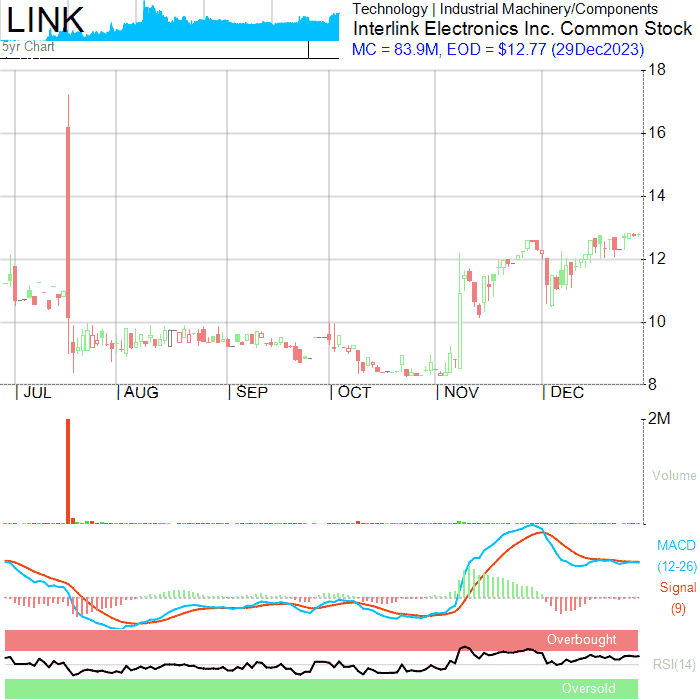 LINK
5yr Chart
Technology | Industrial Machinery/Components
Interlink Electronics Inc. Common Stock
MC = 83.9M, EOD = $12.77 (29Dec2023)
18
16
14
12
10
8
JUL AUG SEP OCT NOV DEC
2M
Volume
MACD
(12-26)
Signal
(9)
Overbought
RSI(14)
Oversold